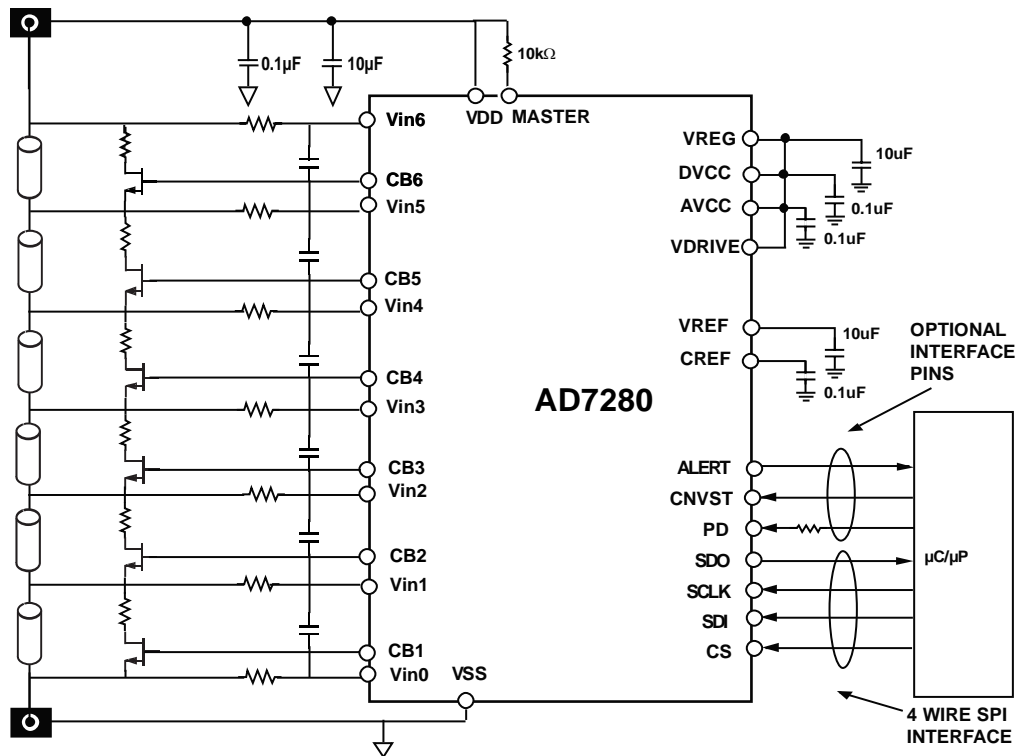 0.1µF
10µF
10kΩ
VDD
MASTER
Vin6
CB6
Vin5
CB5
Vin4
CB4
Vin3
CB3
Vin2
CB2
Vin1
CB1
Vin0
VSS
AD7280
VREG
DVCC
AVCC
VDRIVE
10uF
0.1uF
0.1uF
VREF
CREF
10uF
0.1uF
OPTIONAL
INTERFACE
PINS
ALERT
CNVST
PD
SDO
SCLK
SDI
CS
µC/µP
4 WIRE SPI
INTERFACE